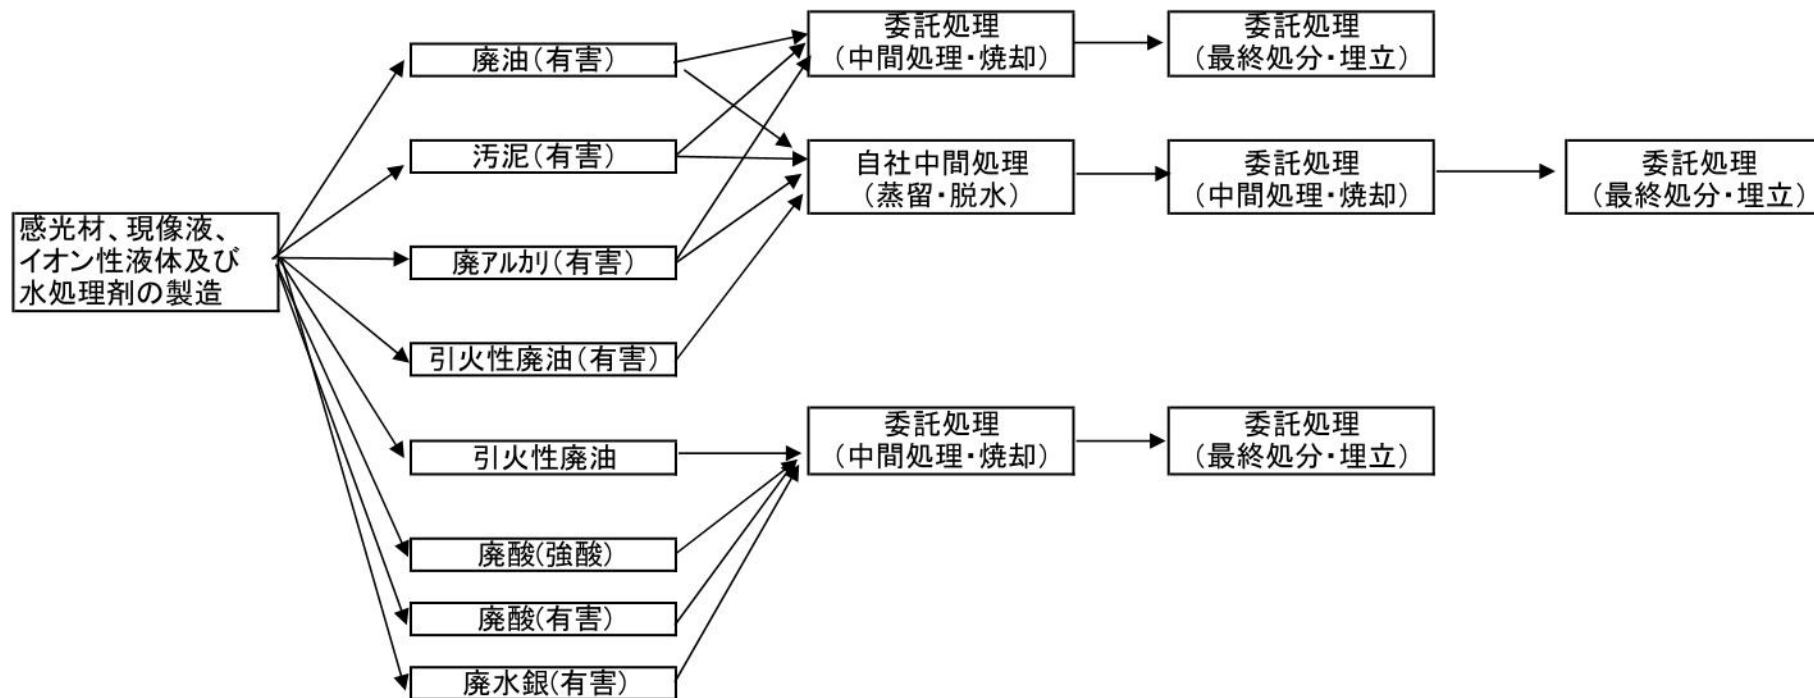 感光材、現像液、
イオン性液体及び
水処理剤の製造
廃油(有害)
汚泥(有害)
廃アルカリ(有害)
引火性廃油(有害)
引火性廃油
廃酸(強酸)
廃酸(有害)
廃水銀(有害)
委託処理
(中間処理・焼却)
委託処理
(最終処分・埋立)
自社中間処理
(蒸留・脱水)
委託処理
(中間処理・焼却)
委託処理
(最終処分・埋立)
委託処理
(中間処理・焼却)
委託処理
(最終処分・埋立)